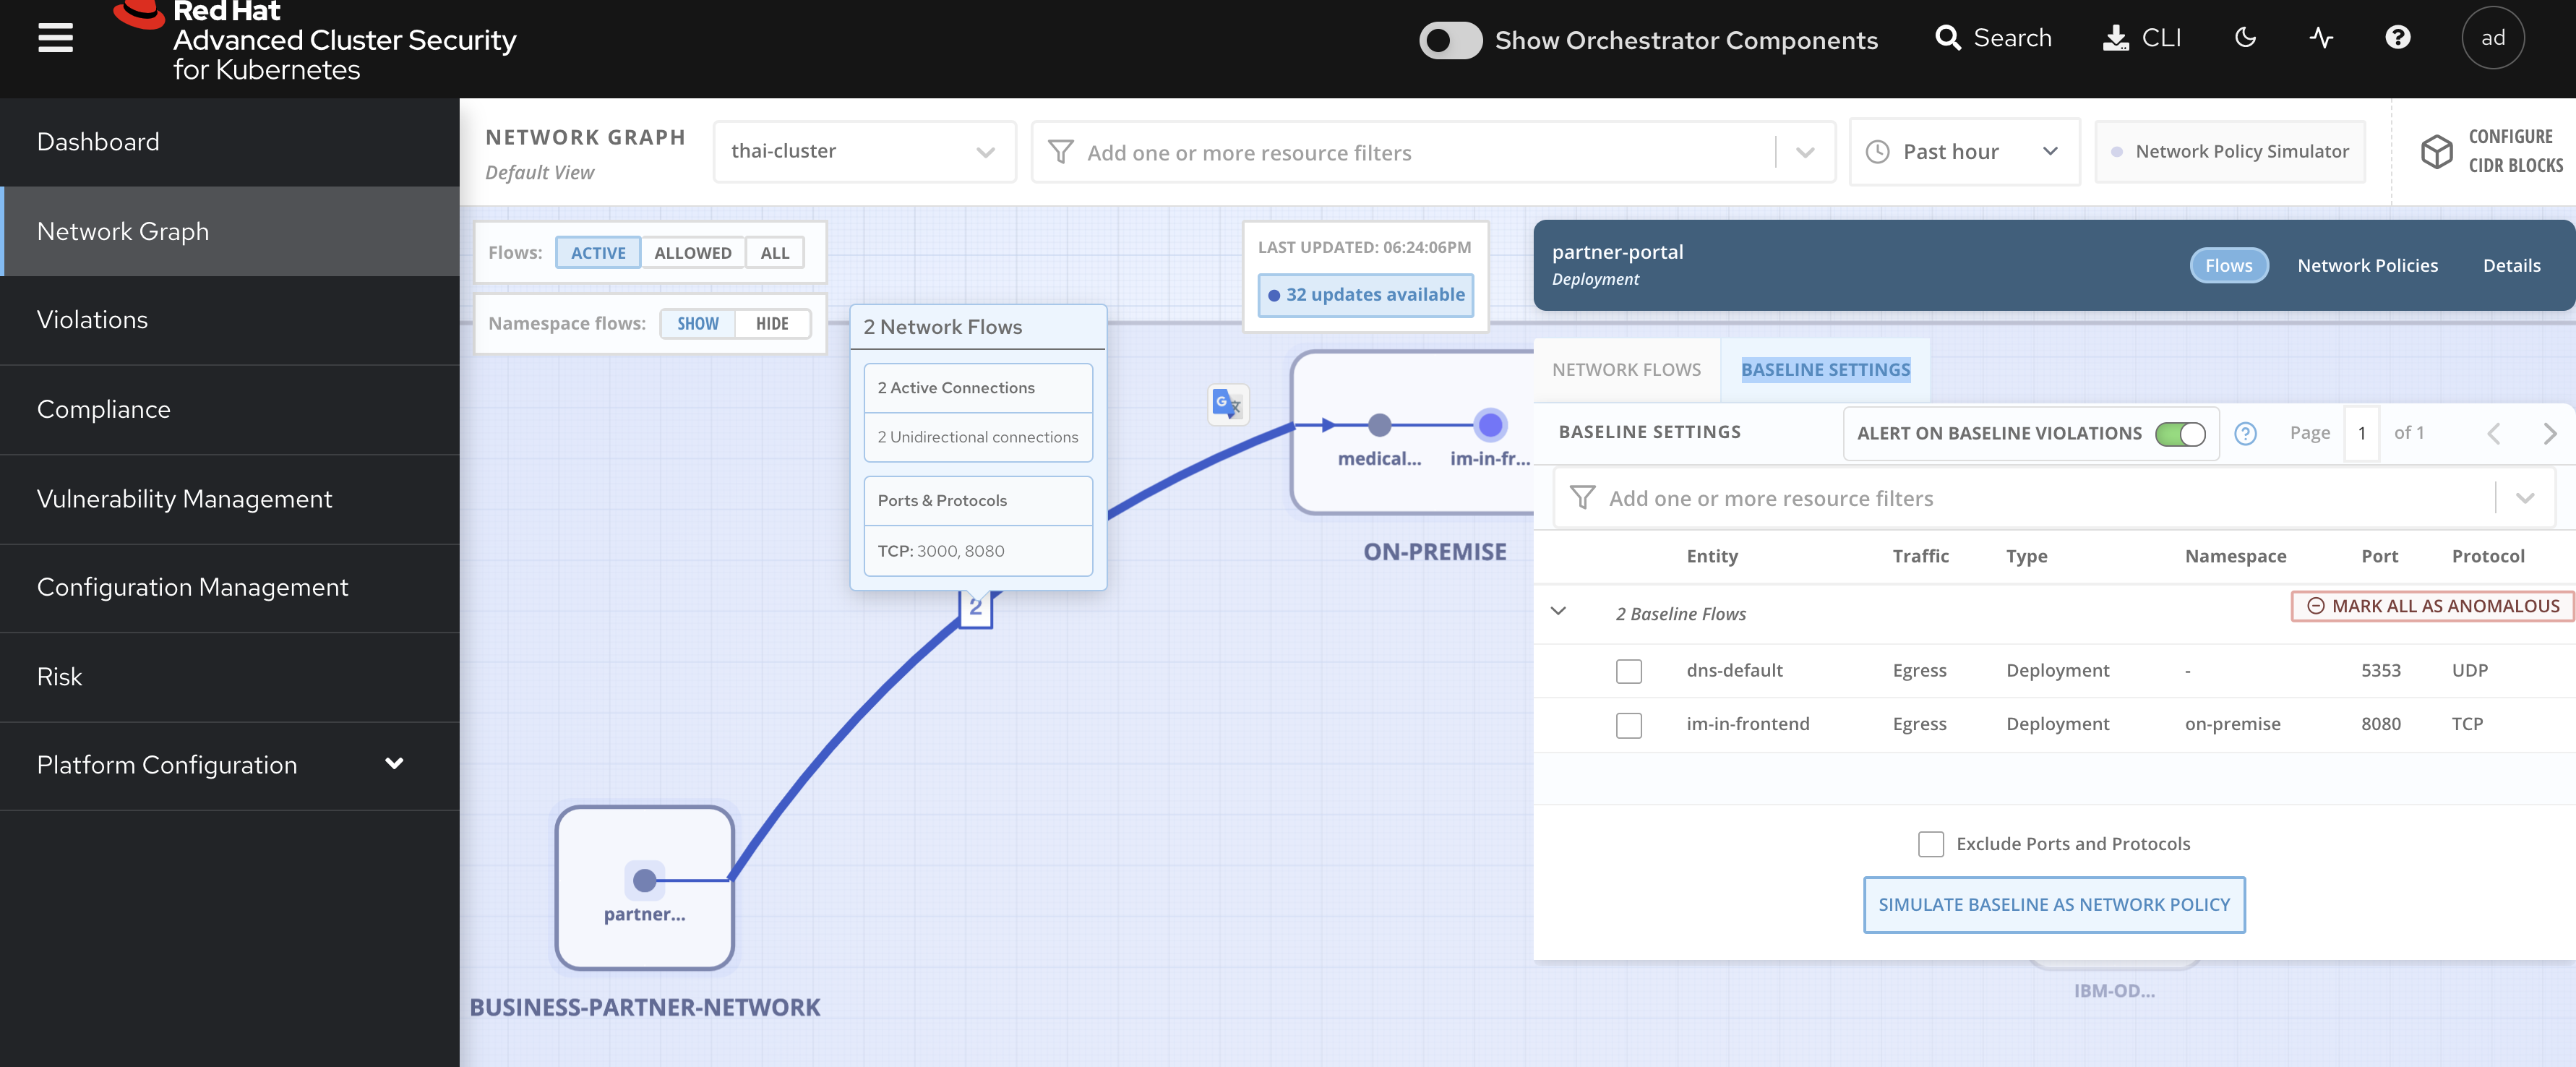 Red Hat
Advanced Cluster Security
for Kubernetes
Show Orchestrator Components
Search
CLI
ad
Dashboard
Network Graph
Violations
Compliance
Vulnerability Management
Configuration Management
Risk
Platform Configuration
NETWORK GRAPH
Default View
thai-cluster
Add one or more resource filters
Past hour
Network Policy Simulator
CONFIGURE
CIDR BLOCKS
Flows: ACTIVE ALLOWED ALL
Namespace flows: SHOW HIDE
LAST UPDATED: 06:24:06PM
32 updates available
2 Network Flows
2 Active Connections
2 Unidirectional connections
Ports & Protocols
TCP: 3000, 8080
2
G
medical...
im-in-fr...
ON-PREMISE
partner...
BUSINESS-PARTNER-NETWORK
partner-portal
Deployment
Flows
Network Policies
Details
NETWORK FLOWS
BASELINE SETTINGS
BASELINE SETTINGS
ALERT ON BASELINE VIOLATIONS
?
Page 1 of 1
Add one or more resource filters
Entity Traffic Type Namespace Port Protocol
2 Baseline Flows
MARK ALL AS ANOMALOUS
dns-default Egress Deployment - 5353 UDP
im-in-frontend Egress Deployment on-premise 8080 TCP
Exclude Ports and Protocols
SIMULATE BASELINE AS NETWORK POLICY
IBM-OD...